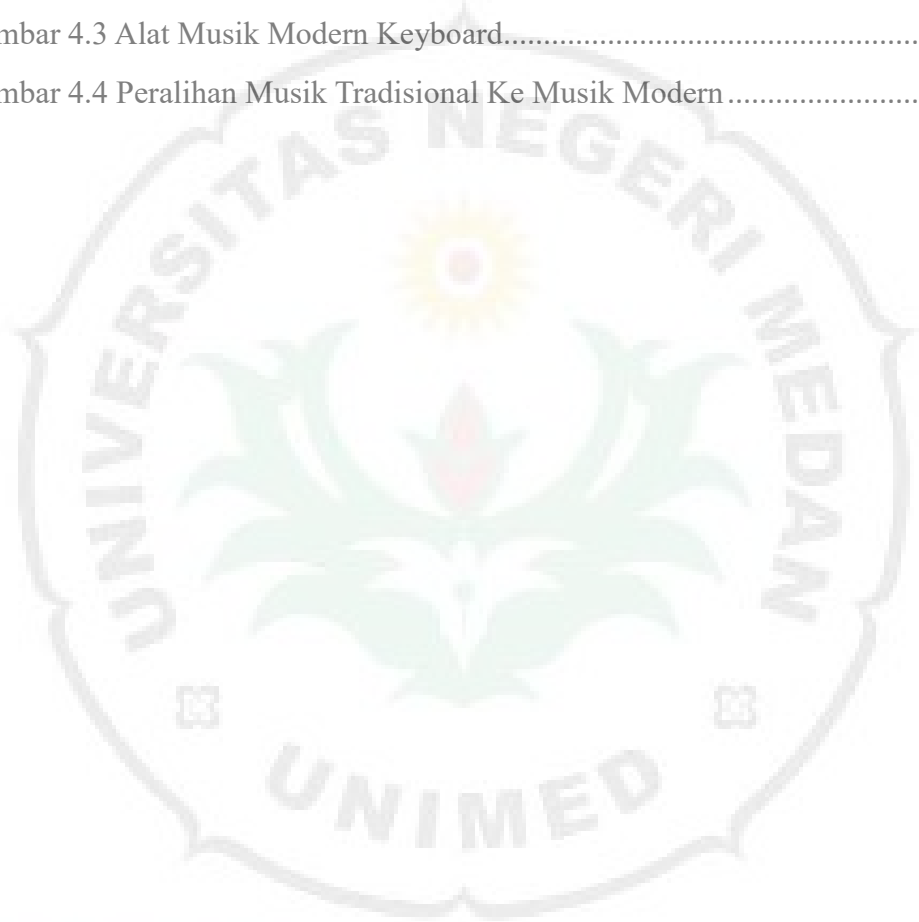 mbar 4.3 Alat Musik Modern Keyboard..............................................
mbar 4.4 Peralihan Musik Tradisional Ke Musik Modern.......................
UNIVERSITAS NEGERI MEDAN
UNIMED